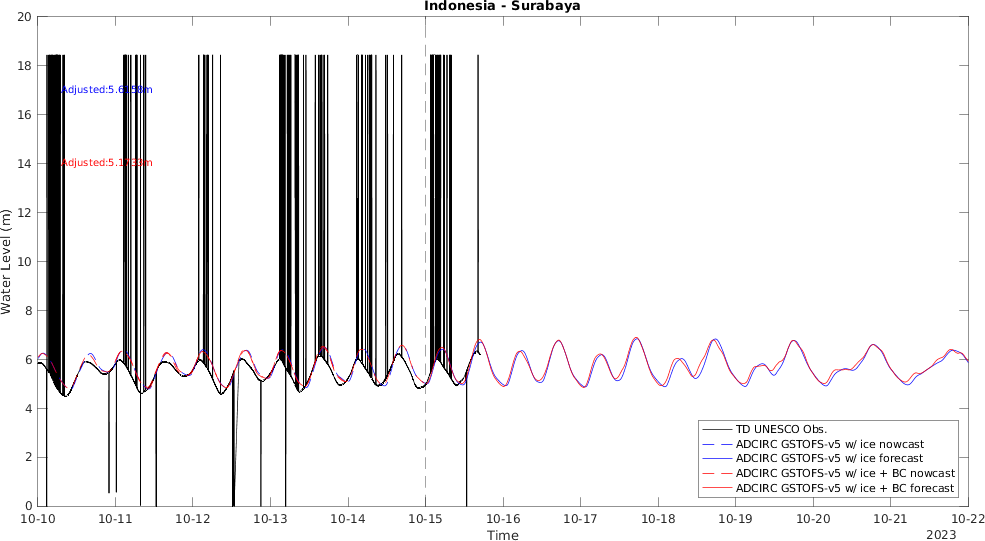 Indonesia - Surabaya
20
18
16
14
12
10
8
6
4
2
0
Water Level (m)
TD UNESCO Obs.
ADCIRC GSTOFS-v5 w/ ice nowcast
ADCIRC GSTOFS-v5 w/ ice forecast
ADCIRC GSTOFS-v5 w/ ice + BC nowcast
ADCIRC GSTOFS-v5 w/ ice + BC forecast
10-10 10-11 10-12 10-13 10-14 10-15 10-16 10-17 10-18 10-19 10-20 10-21 10-22
Time
2023